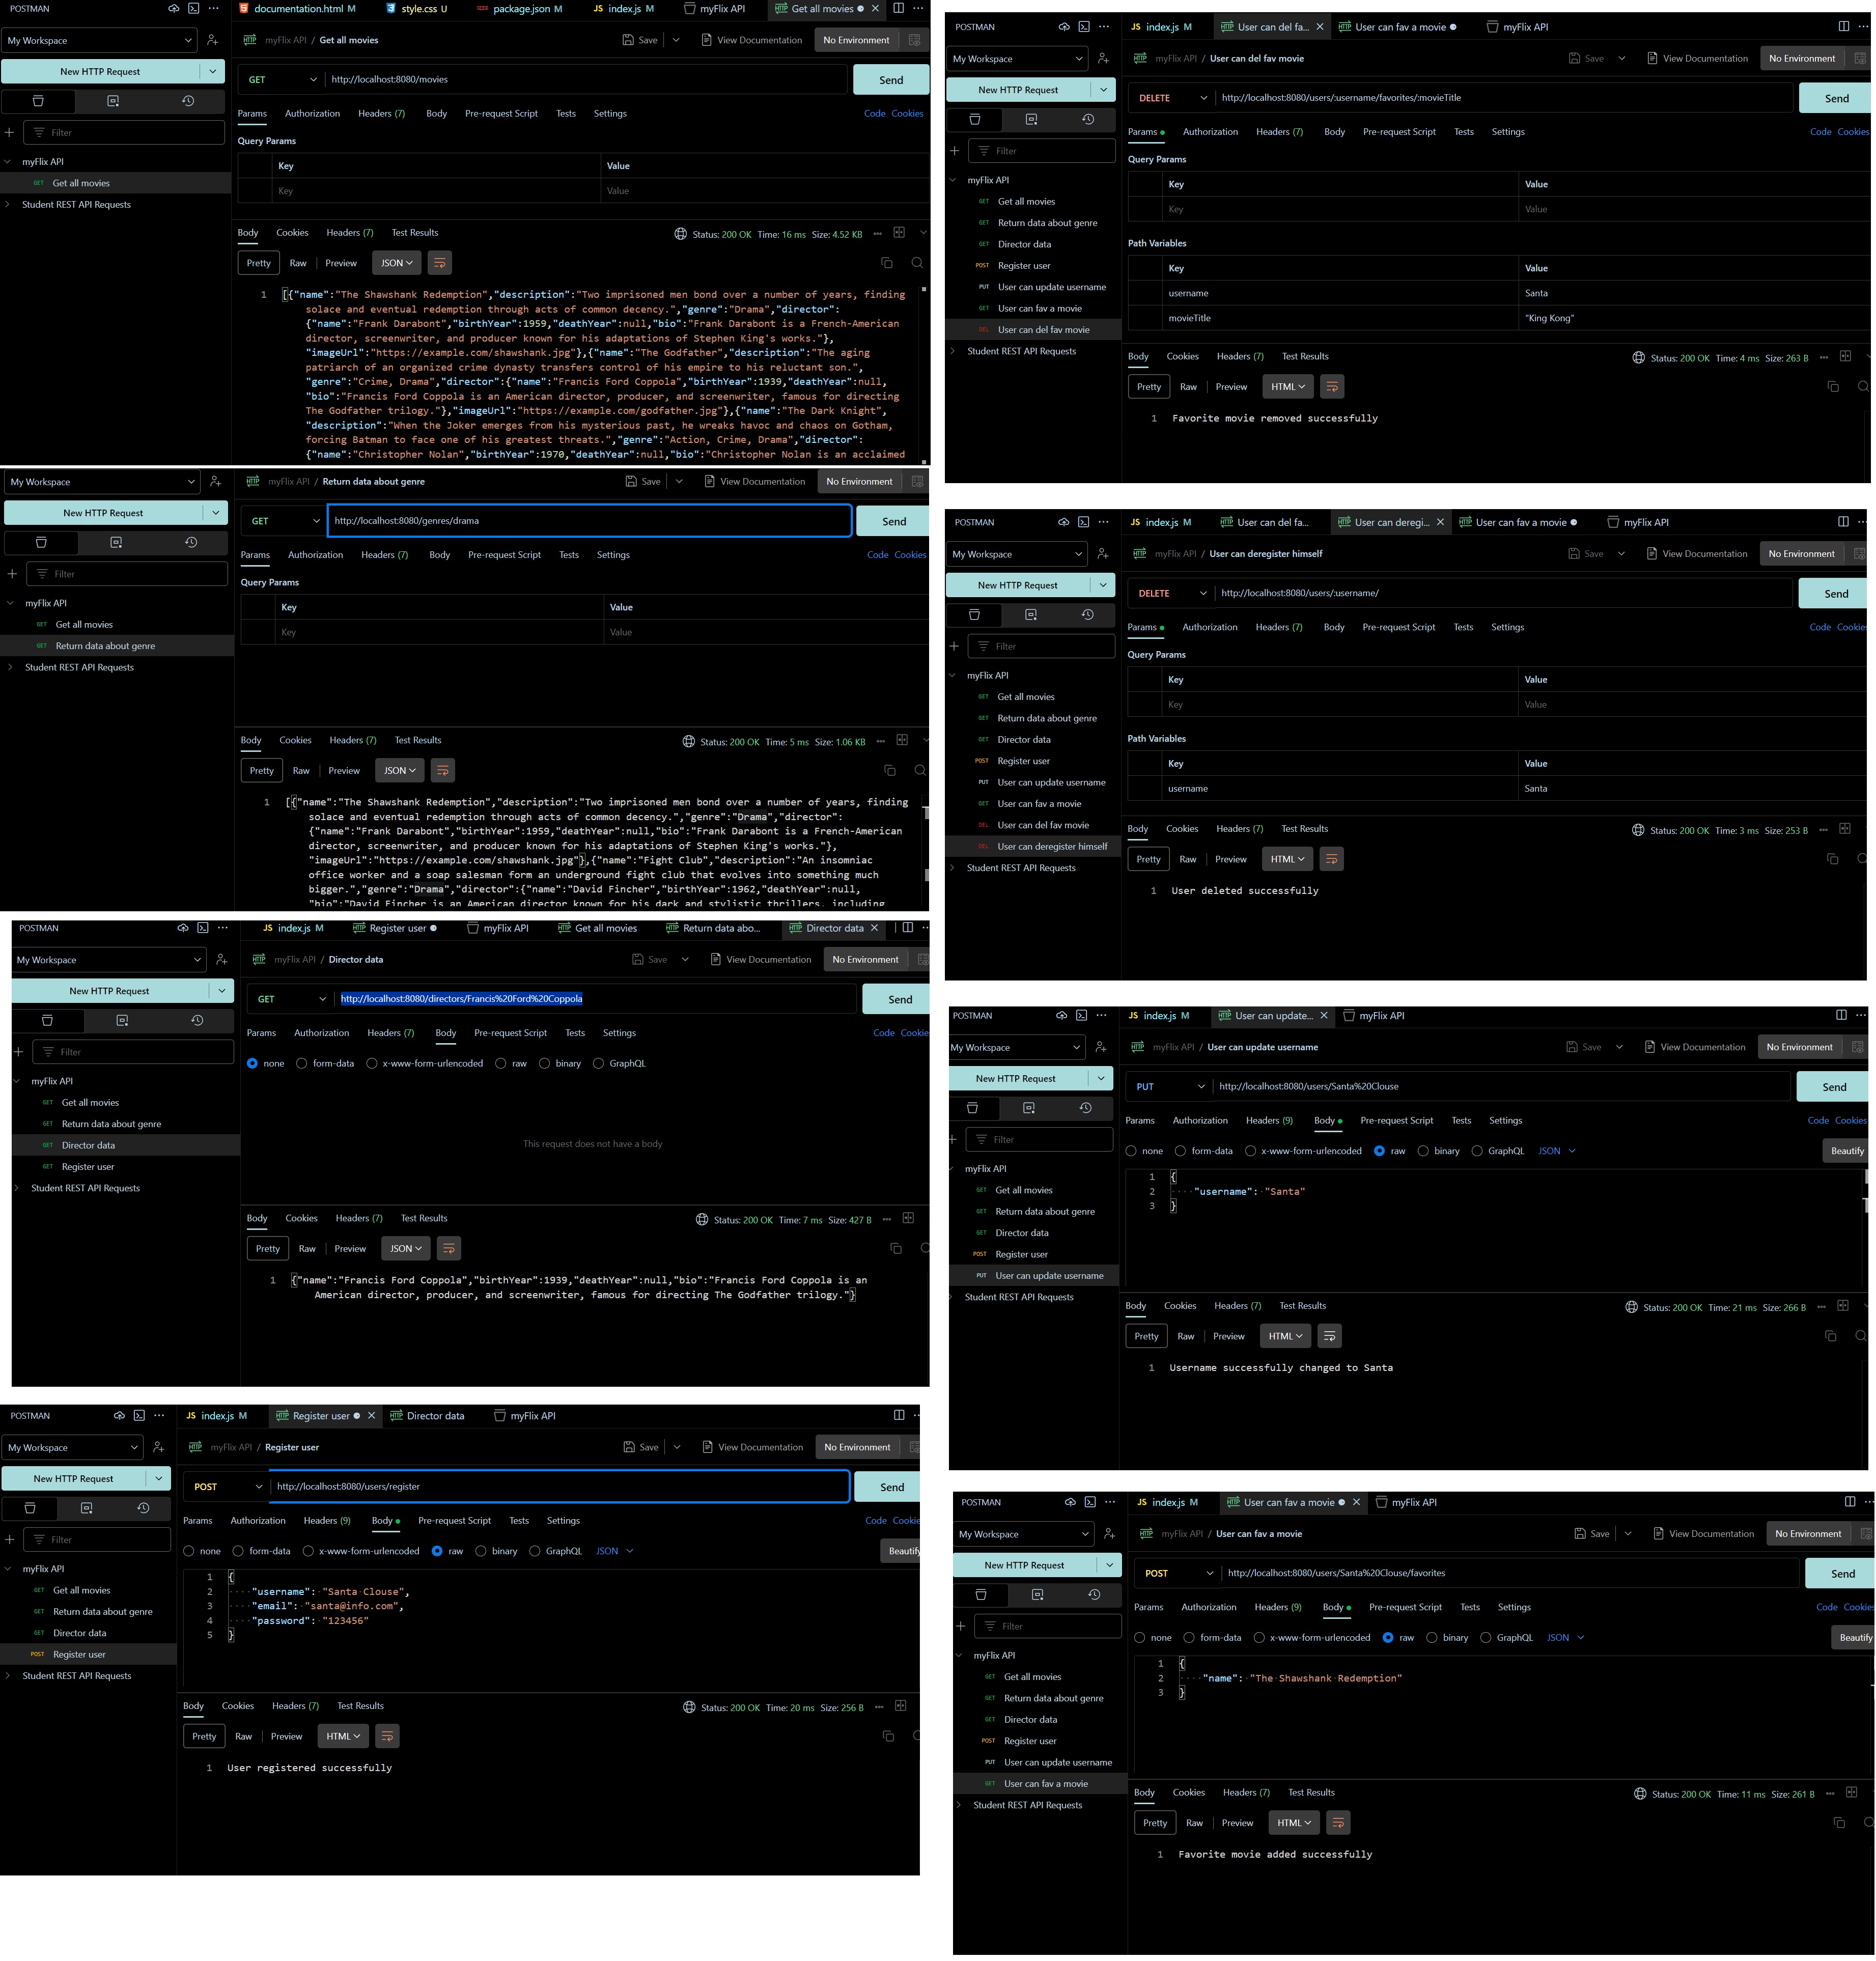 documentation.html M
style.css U
package.json M
JS index.js M
myFlix API
Get all movies
My Workspace
HTTP myFlix API / Get all movies
Save
View Documentation
No Environment
New HTTP Request
GET
http://localhost:8080/movies
Send
Params Authorization Headers (7) Body Pre-request Script Tests Settings
Code Cookies
Filter
Query Params
Key Value
Key Value
myFlix API
GET Get all movies
Student REST API Requests
Body Cookies Headers (7) Test Results
Status: 200 OK Time: 16 ms Size: 4.52 KB
Pretty Raw Preview JSON
1 [{"name":"The Shawshank Redemption","description":"Two imprisoned men bond over a number of years, finding
solace and eventual redemption through acts of common decency.","genre":"Drama","director":
{"name":"Frank Darabont","birthYear":1959,"deathYear":null,"bio":"Frank Darabont is a French-American
director, screenwriter, and producer known for his adaptations of Stephen King's works."},
"imageUrl":"https://example.com/shawshank.jpg"},{"name":"The Godfather","description":"The aging
patriarch of an organized crime dynasty transfers control of his empire to his reluctant son.",
"genre":"Crime, Drama","director":{"name":"Francis Ford Coppola","birthYear":1939,"deathYear":null,
"bio":"Francis Ford Coppola is an American director, producer, and screenwriter, famous for directing
The Godfather trilogy."},"imageUrl":"https://example.com/godfather.jpg"},{"name":"The Dark Knight",
"description":"When the Joker emerges from his mysterious past, he wreaks havoc and chaos on Gotham,
forcing Batman to face one of his greatest threats.","genre":"Action, Crime, Drama","director":
{"name":"Christopher Nolan","birthYear":1970,"deathYear":null,"bio":"Christopher Nolan is an acclaimed
My Workspace
HTTP myFlix API / Return data about genre
Save
View Documentation
No Environment
New HTTP Request
GET
http://localhost:8080/genres/drama
Send
Params Authorization Headers (7) Body Pre-request Script Tests Settings
Code Cookies
Filter
Query Params
Key Value
Key Value
myFlix API
GET Get all movies
GET Return data about genre
Student REST API Requests
Body Cookies Headers (7) Test Results
Status: 200 OK Time: 5 ms Size: 1.06 KB
Pretty Raw Preview JSON
1 [{"name":"The Shawshank Redemption","description":"Two imprisoned men bond over a number of years, finding
solace and eventual redemption through acts of common decency.","genre":"Drama","director":
{"name":"Frank Darabont","birthYear":1959,"deathYear":null,"bio":"Frank Darabont is a French-American
director, screenwriter, and producer known for his adaptations of Stephen King's works."},
"imageUrl":"https://example.com/shawshank.jpg"},{"name":"Fight Club","description":"An insomniac
office worker and a soap salesman form an underground fight club that evolves into something much
bigger.","genre":"Drama","director":{"name":"David Fincher","birthYear":1962,"deathYear":null,
"bio":"David Fincher is an American director known for his dark and stylistic thrillers, including
POSTMAN
JS index.js M
HTTP Register user
myFlix API
HTTP Get all movies
HTTP Return data abo...
HTTP Director data
My Workspace
HTTP myFlix API / Director data
Save
View Documentation
No Environment
New HTTP Request
GET
http://localhost:8080/directors/Francis%20Ford%20Coppola
Send
Params Authorization Headers (7) Body Pre-request Script Tests Settings
Code Cookie
Filter
none form-data x-www-form-urlencoded raw binary GraphQL
myFlix API
GET Get all movies
GET Return data about genre
GET Director data
GET Register user
Student REST API Requests
This request does not have a body
Body Cookies Headers (7) Test Results
Status: 200 OK Time: 7 ms Size: 427 B
Pretty Raw Preview JSON
1 {"name":"Francis Ford Coppola","birthYear":1939,"deathYear":null,"bio":"Francis Ford Coppola is an
American director, producer, and screenwriter, famous for directing The Godfather trilogy."}
POSTMAN
JS index.js M
HTTP Register user
HTTP Director data
myFlix API
My Workspace
HTTP myFlix API / Register user
Save
View Documentation
No Environment
New HTTP Request
POST
http://localhost:8080/users/register
Send
Params Authorization Headers (9) Body Pre-request Script Tests Settings
Code Cookie
Filter
none form-data x-www-form-urlencoded raw binary GraphQL JSON
Beautify
myFlix API
GET Get all movies
GET Return data about genre
GET Director data
POST Register user
Student REST API Requests
1 {
2 "username": "Santa Clouse",
3 "email": "santa@info.com",
4 "password": "123456"
5 }
Body Cookies Headers (7) Test Results
Status: 200 OK Time: 20 ms Size: 256 B
Pretty Raw Preview HTML
1 User registered successfully
POSTMAN
JS index.js M
HTTP User can del fa...
HTTP User can fav a movie
myFlix API
My Workspace
HTTP myFlix API / User can del fav movie
Save
View Documentation
No Environment
New HTTP Request
DELETE
http://localhost:8080/users/:username/favorites/:movieTitle
Send
Params Authorization Headers (7) Body Pre-request Script Tests Settings
Code Cookies
Filter
Query Params
Key Value
Key Value
Path Variables
Key Value
username Santa
movieTitle "King Kong"
myFlix API
GET Get all movies
GET Return data about genre
GET Director data
POST Register user
PUT User can update username
GET User can fav a movie
DEL User can del fav movie
Student REST API Requests
Body Cookies Headers (7) Test Results
Status: 200 OK Time: 4 ms Size: 263 B
Pretty Raw Preview HTML
1 Favorite movie removed successfully
POSTMAN
JS index.js M
HTTP User can del fa...
HTTP User can deregi...
HTTP User can fav a movie
myFlix API
My Workspace
HTTP myFlix API / User can deregister himself
Save
View Documentation
No Environment
New HTTP Request
DELETE
http://localhost:8080/users/:username/
Send
Params Authorization Headers (7) Body Pre-request Script Tests Settings
Code Cookies
Filter
Query Params
Key Value
Key Value
Path Variables
Key Value
username Santa
myFlix API
GET Get all movies
GET Return data about genre
GET Director data
POST Register user
PUT User can update username
GET User can fav a movie
DEL User can del fav movie
DEL User can deregister himself
Student REST API Requests
Body Cookies Headers (7) Test Results
Status: 200 OK Time: 3 ms Size: 253 B
Pretty Raw Preview HTML
1 User deleted successfully
POSTMAN
JS index.js M
HTTP User can update...
myFlix API
My Workspace
HTTP myFlix API / User can update username
Save
View Documentation
No Environment
New HTTP Request
PUT
http://localhost:8080/users/Santa%20Clouse
Send
Params Authorization Headers (9) Body Pre-request Script Tests Settings
Code Cookies
Filter
none form-data x-www-form-urlencoded raw binary GraphQL JSON
Beautify
myFlix API
GET Get all movies
GET Return data about genre
GET Director data
POST Register user
PUT User can update username
Student REST API Requests
1 {
2 "username": "Santa"
3 }
Body Cookies Headers (7) Test Results
Status: 200 OK Time: 21 ms Size: 266 B
Pretty Raw Preview HTML
1 Username successfully changed to Santa
POSTMAN
JS index.js M
HTTP User can fav a movie
myFlix API
My Workspace
HTTP myFlix API / User can fav a movie
Save
View Documentation
No Environment
New HTTP Request
POST
http://localhost:8080/users/Santa%20Clouse/favorites
Send
Params Authorization Headers (9) Body Pre-request Script Tests Settings
Code Cookies
Filter
none form-data x-www-form-urlencoded raw binary GraphQL JSON
Beautify
myFlix API
GET Get all movies
GET Return data about genre
GET Director data
POST Register user
PUT User can update username
GET User can fav a movie
Student REST API Requests
1 {
2 "name": "The Shawshank Redemption"
3 }
Body Cookies Headers (7) Test Results
Status: 200 OK Time: 11 ms Size: 261 B
Pretty Raw Preview HTML
1 Favorite movie added successfully